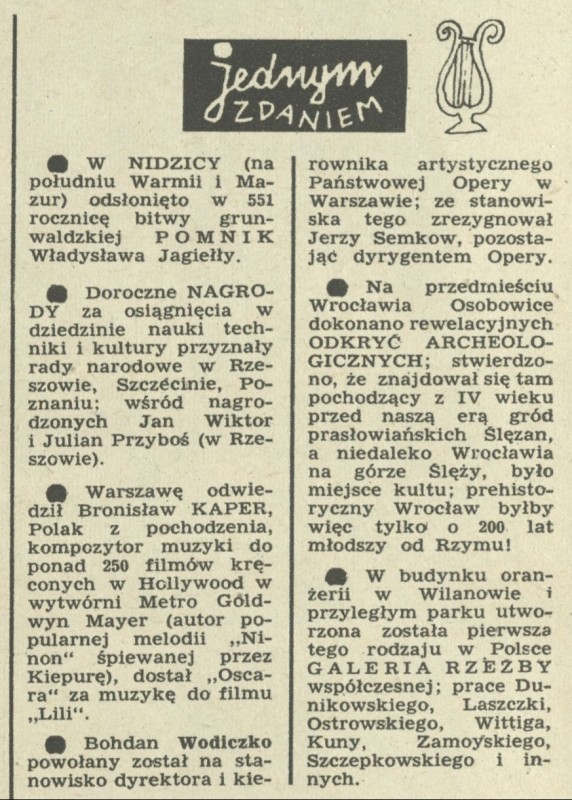 jednym
ZDANIEM
● W NIDZICY (na
południu Warmii i Ma-
zur) odsłonięto w 551
rocznicę bitwy grun-
waldzkiej POMNIK
Władysława Jagiełły.
● Doroczne NAGRO-
DY za osiągnięcia w
dziedzinie nauki tech-
niki i kultury przyznały
rady narodowe w Rze-
szowie, Szczecinie, Po-
znaniu; wśród nagro-
dzonych Jan Wiktor
i Julian Przyboś (w Rze-
szowie).
● Warszawę odwie-
dził Bronisław KAPER,
Polak z pochodzenia,
kompozytor muzyki do
ponad 250 filmów krę-
conych w Hollywood w
wytwórni Metro Gold-
wyn Mayer (autor po-
pularnej melodii „Ni-
non“ śpiewanej przez
Kiepurę), dostał „Osca-
ra“ za muzykę do filmu
„Lili“.
● Bohdan Wodiczko
powołany został na sta-
nowisko dyrektora i kie-
rownika artystycznego
Państwowej Opery w
Warszawie; ze stanowi-
ska tego zrezygnował
Jerzy Semkow, pozosta-
jąć dyrygentem Opery.
● Na przedmieściu
Wrocławia Osobowice
dokonano rewelacyjnych
ODKRYĆ ARCHEOLO-
GICZNYCH; stwierdzo-
no, że znajdował się tam
pochodzący z IV wieku
przed naszą erą gród
prasłowiańskich Ślęzan,
a niedaleko Wrocławia
na górze Ślęży, było
miejsce kultu; prehisto-
ryczny Wrocław byłby
więc tylko o 200 lat
młodszy od Rzymu!
● W budynku oran-
żerii w Wilanowie i
przyległym parku utwo-
rzona została pierwsza
tego rodzaju w Polsce
GALERIA RZEŹBY
współczesnej; prace Du-
nikowskiego, Laszczki,
Ostrowskiego, Wittiga,
Kuny, Zamoyskiego,
Szczepkowskiego i in-
nych.